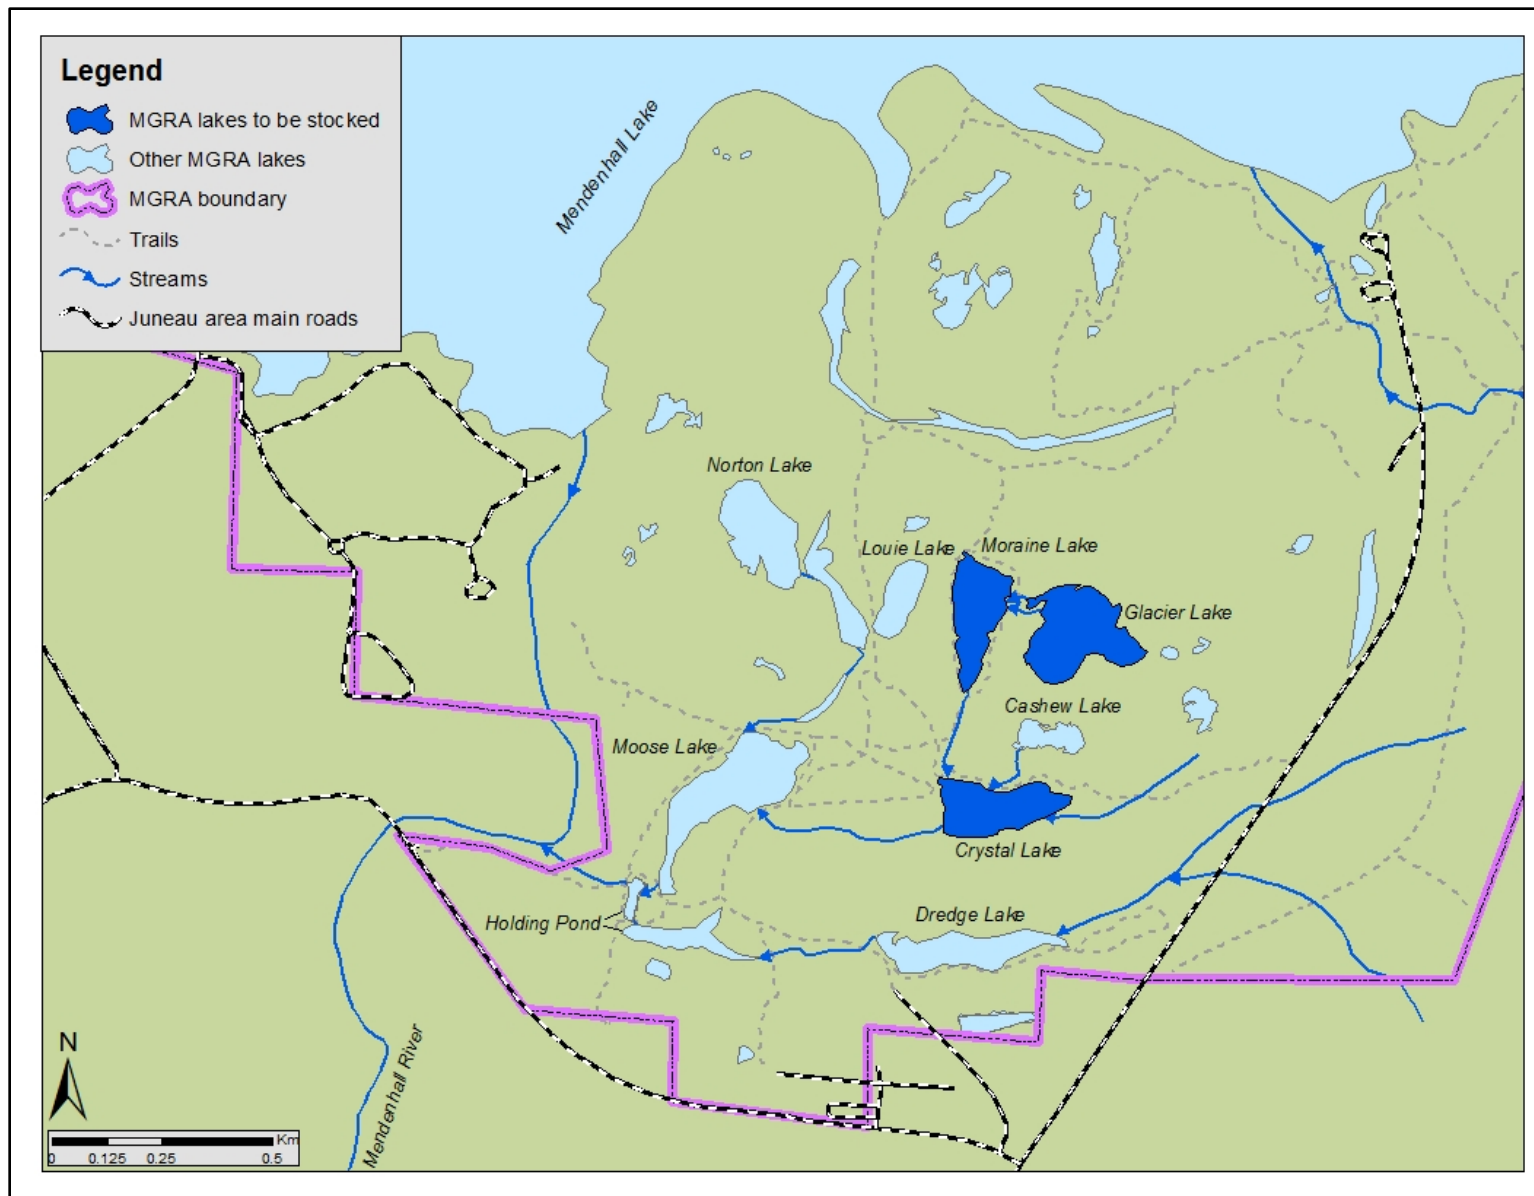 Legend
MGRA lakes to be stocked
Other MGRA lakes
MGRA boundary
Trails
Streams
Juneau area main roads
Mendenhall Lake
Norton Lake
Louie Lake
Moraine Lake
Glacier Lake
Cashew Lake
Moose Lake
Crystal Lake
Holding Pond
Dredge Lake
Mendenhall River
N
Km
0 0.125 0.25 0.5